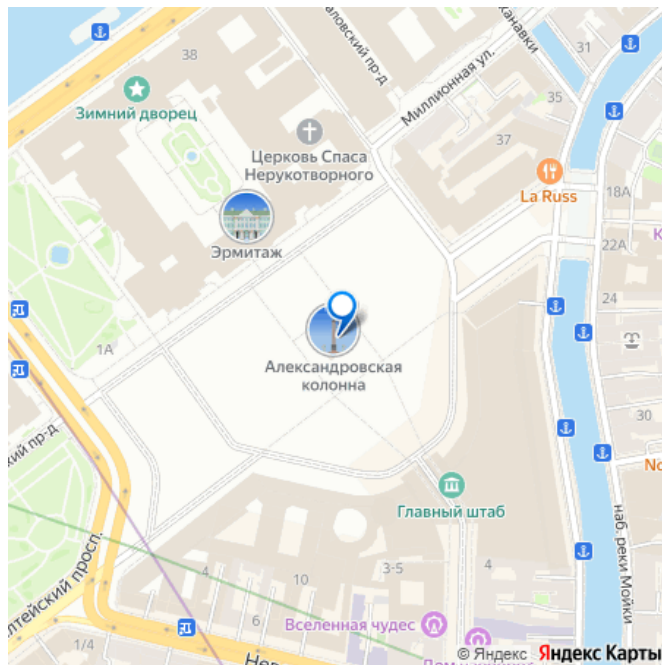 38
Зимний дворец
Миллионная ул.
31
35
37
Церковь Спаса
Нерукотворного
La Russ
18А
22А
Эрмитаж
24
1А
Александровская
колонна
30
Главный штаб
наб. реки Мойки
4
10
3-5
4
6
Вселенная чудес
1/4
© Яндекс Яндекс Карты